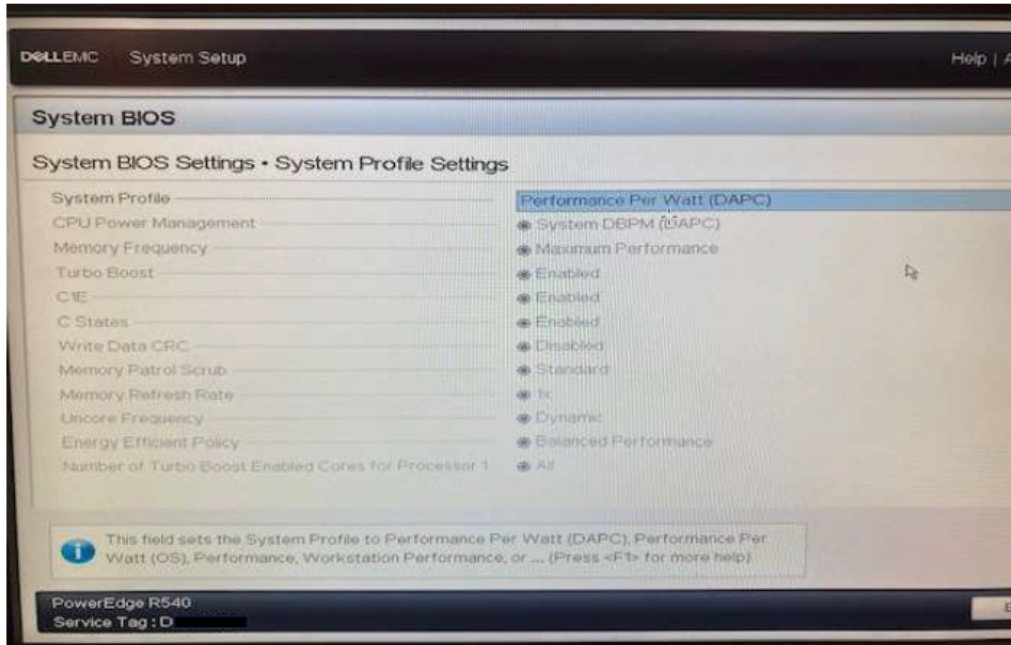 DELLEMC System Setup Help |
System BIOS
System BIOS Settings • System Profile Settings
System Profile Performance Per Watt (DAPC)
CPU Power Management System DBPM (DAPC)
Memory Frequency Maximum Performance
Turbo Boost Enabled
C1E Enabled
C States Enabled
Write Data CRC Disabled
Memory Patrol Scrub Standard
Memory Refresh Rate 1x
Uncore Frequency Dynamic
Energy Efficient Policy Balanced Performance
Number of Turbo Boost Enabled Cores for Processor 1 All
This field sets the System Profile to Performance Per Watt (DAPC), Performance Per
Watt (OS), Performance, Workstation Performance, or ... (Press <F1> for more help)
PowerEdge R540
Service Tag : D